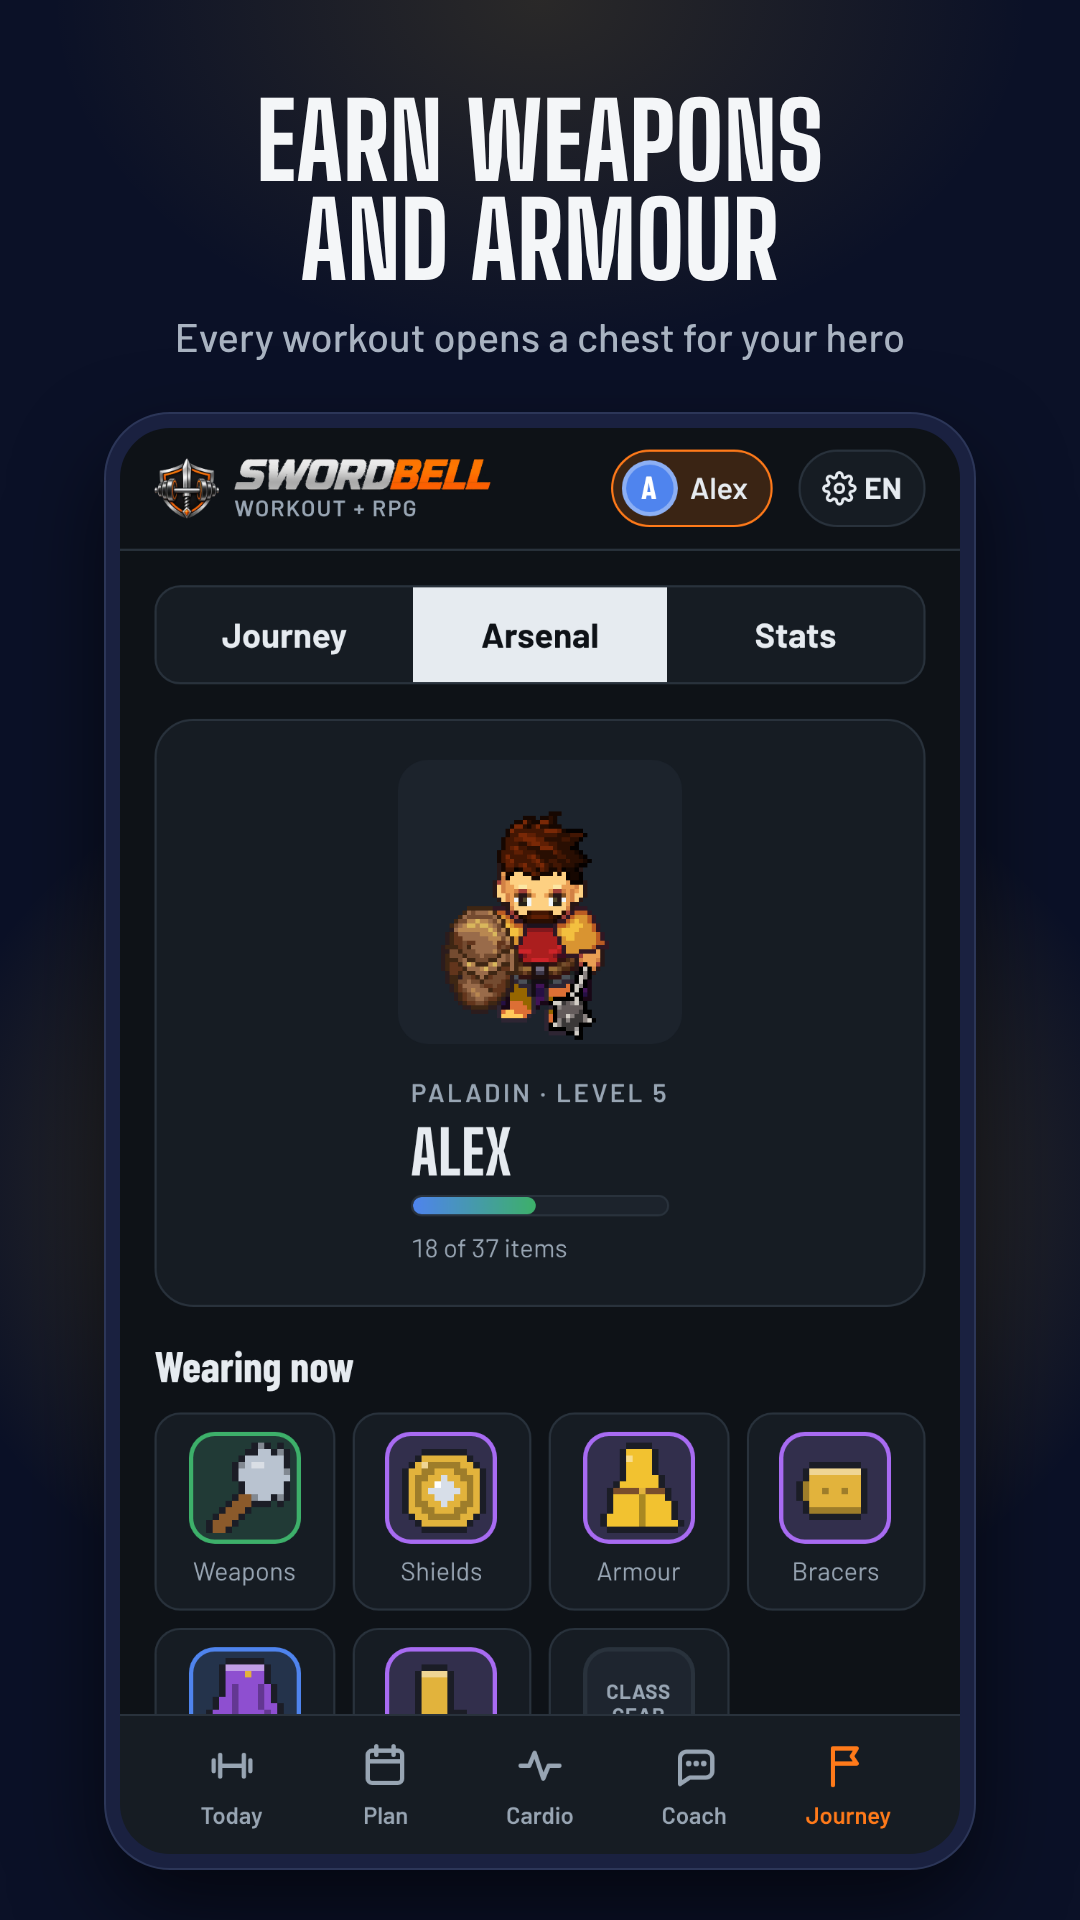 EARN WEAPONS
AND ARMOUR
Every workout opens a chest for your hero
SWORDBELL
WORKOUT + RPG
A Alex
EN
Journey Arsenal Stats
PALADIN · LEVEL 5
ALEX
18 of 37 items
Wearing now
Weapons Shields Armour Bracers
CLASS
GEAR
Today Plan Cardio Coach Journey